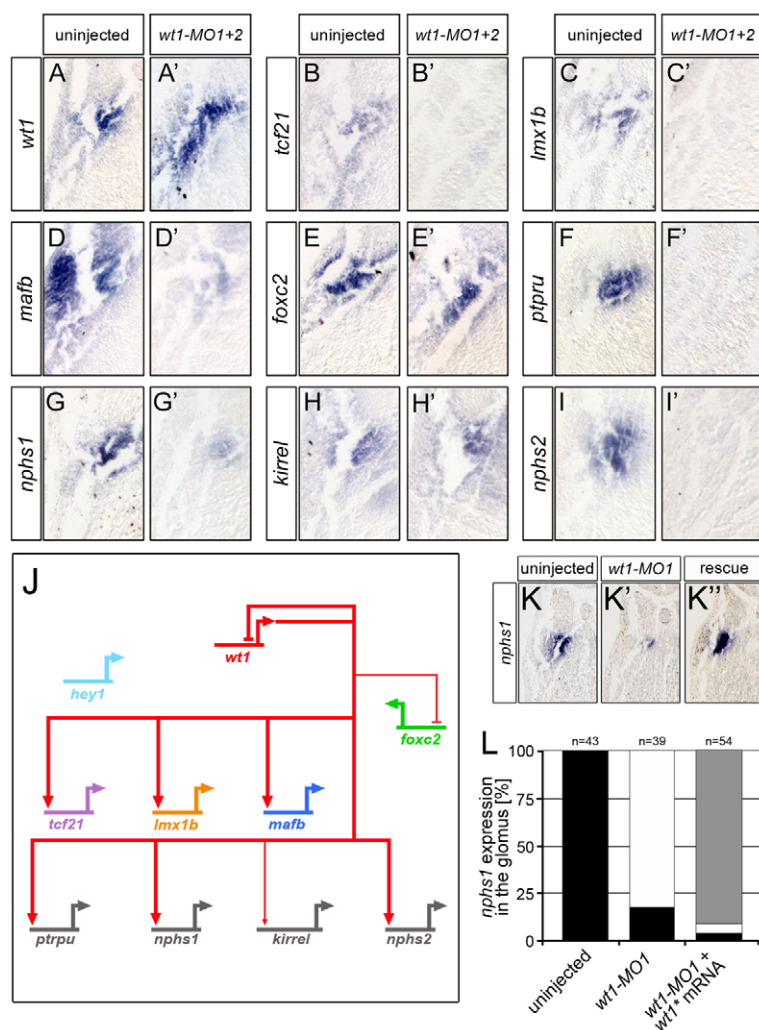 uninjected wt1-MO1+2 uninjected wt1-MO1+2 uninjected wt1-MO1+2
wt1 A A' tcf21 B B' lmx1b C C'
mafb D D' foxc2 E E' ptpru F F'
nphs1 G G' kirrel H H' nphs2 I I'
J
wt1
hey1
foxc2
tcf21 lmx1b mafb
ptrpu nphs1 kirrel nphs2
uninjected wt1-MO1 rescue
nphs1 K K' K''
L
n=43 n=39 n=54
nphs1 expression
in the glomus [%]
100
75
50
25
0
uninjected
wt1-MO1
wt1-MO1 +
wt1* mRNA